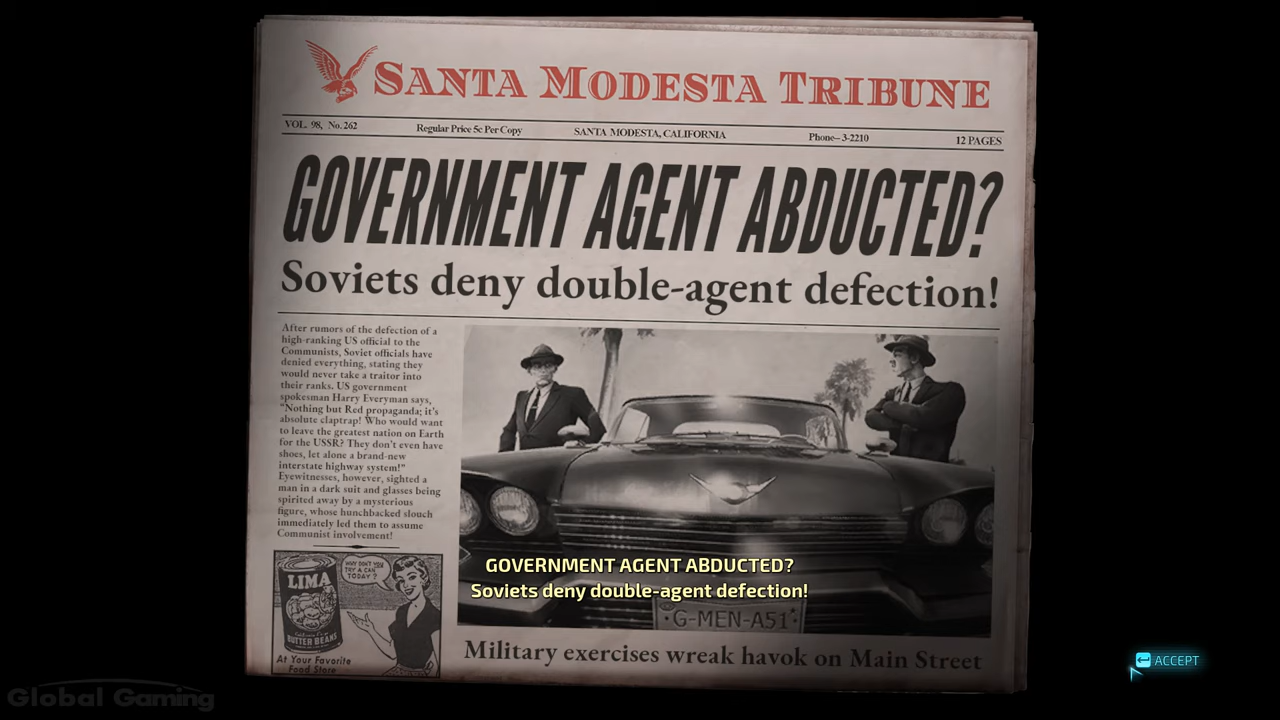 SANTA MODESTA TRIBUNE
VOL. 98, No. 262 Regular Price 5c Per Copy SANTA MODESTA, CALIFORNIA Phone–3-2210 12 PAGES
GOVERNMENT AGENT ABDUCTED?
Soviets deny double-agent defection!
After rumors of the defection of a
high-ranking US official to the
Communists, Soviet officials have
denied everything, stating they
would never take a traitor into
their ranks. US government
spokesman Harry Everyman says,
"Nothing but Red propaganda; it's
absolute claptrap! Who would want
to leave the greatest nation on Earth
for the USSR? They don't even have
shoes, let alone a brand-new
interstate highway system!"
Eyewitnesses, however, sighted a
man in a dark suit and glasses being
spirited away by a mysterious
figure, whose hunchbacked slouch
immediately led them to assume
Communist involvement!
LIMA
BUTTER BEANS
WHY DON'T YOU
TRY A CAN
TODAY?
At Your Favorite
Food Store
GOVERNMENT AGENT ABDUCTED?
Soviets deny double-agent defection!
G-MEN-A51
Military exercises wreak havok on Main Street
ACCEPT
Global Gaming